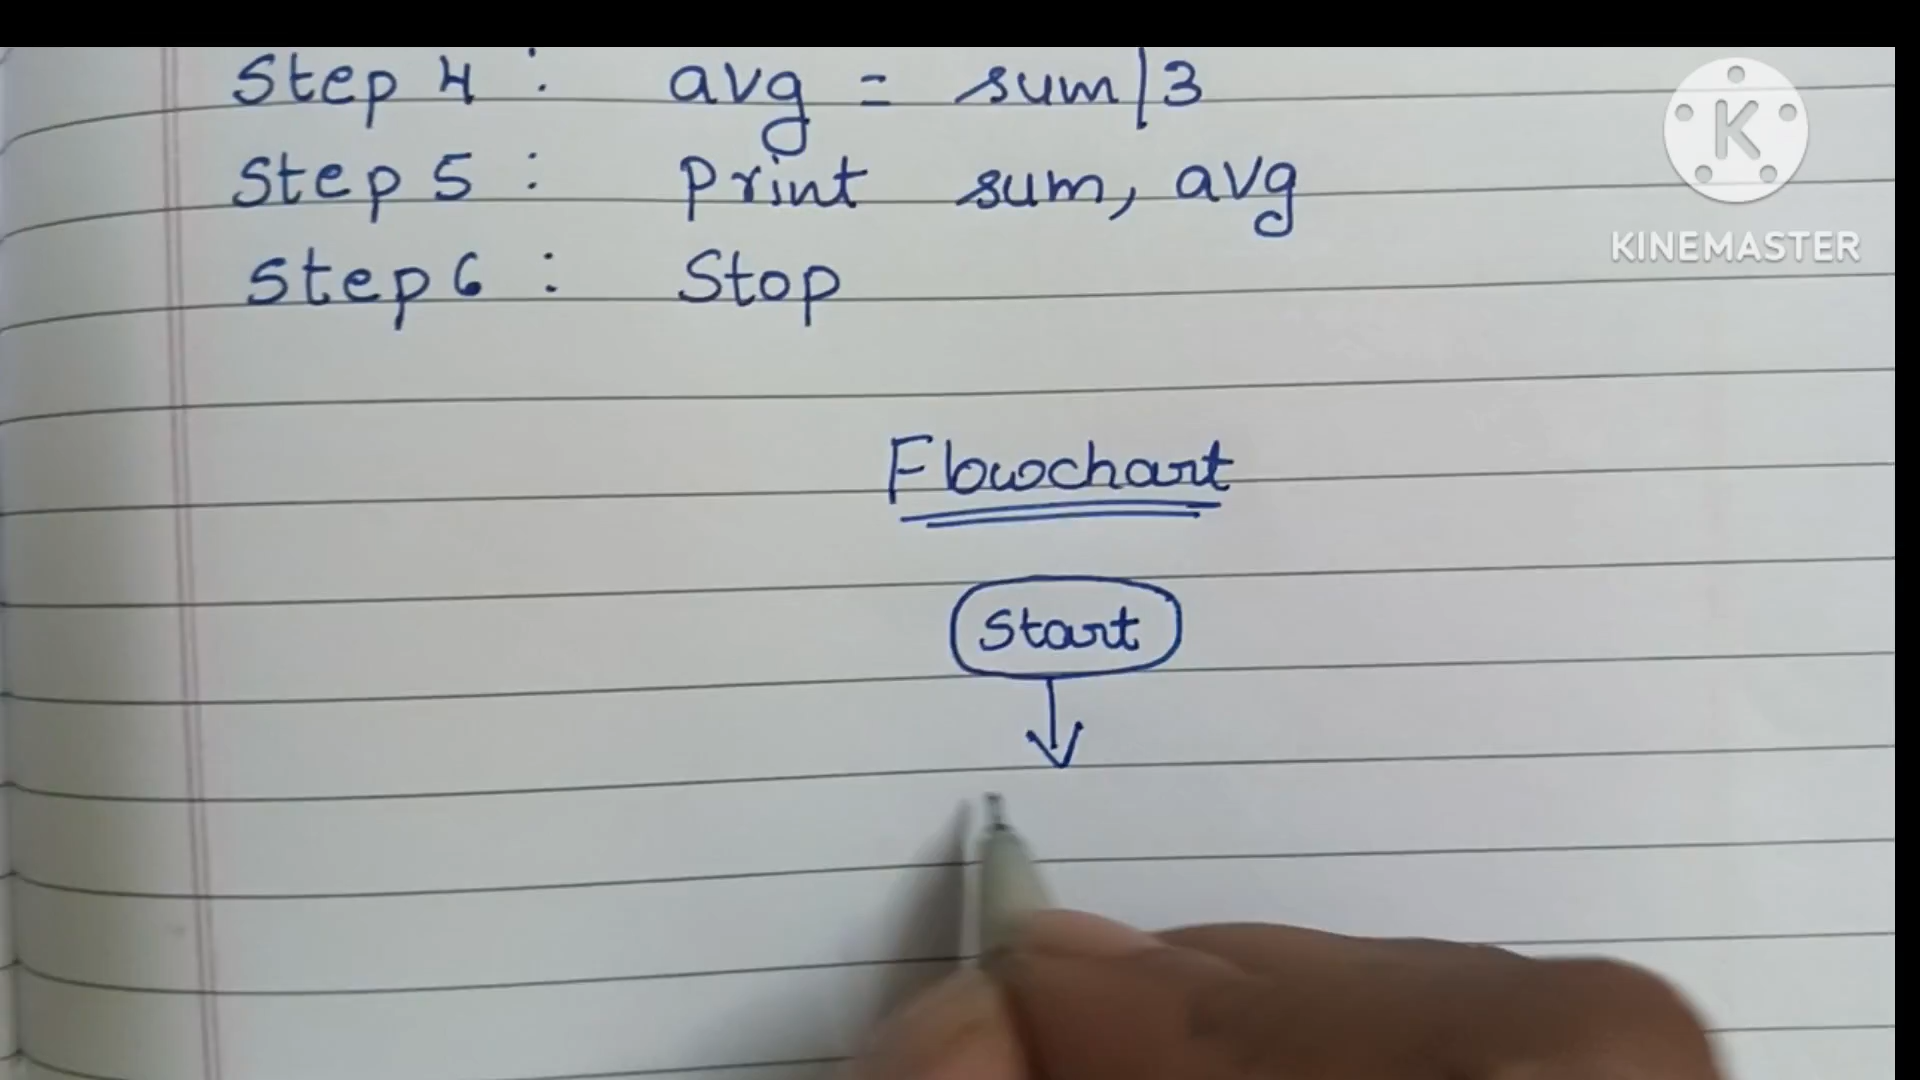 Step 4 : avg = sum/3
Step 5 : Print sum, avg
Step 6 : Stop
K
KINEMASTER
Flowchart
Start